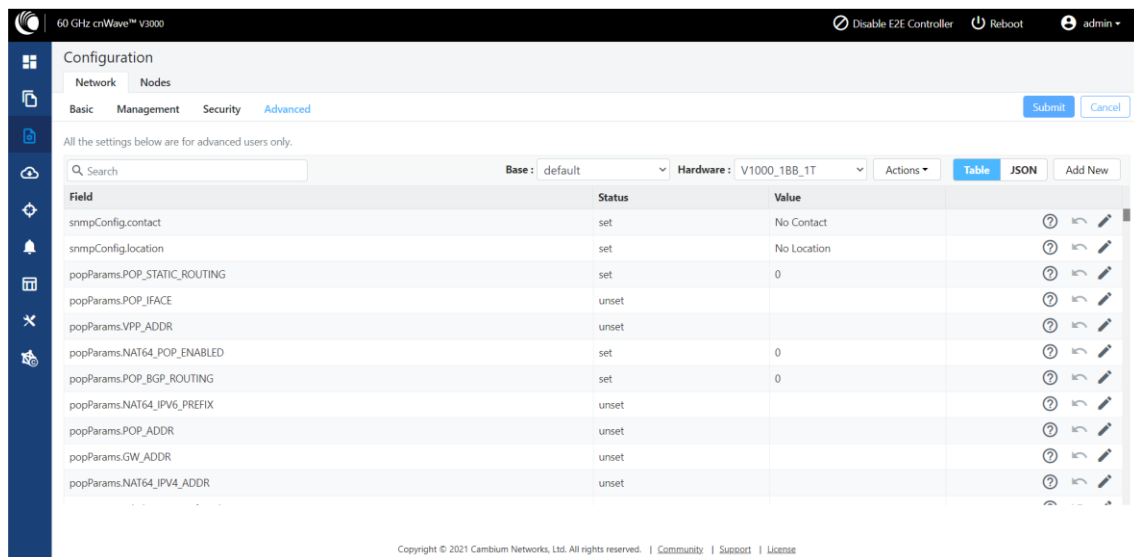 60 GHz cnWave™ V3000 Disable E2E Controller Reboot admin
Configuration
Network Nodes
Basic Management Security Advanced Submit Cancel
All the settings below are for advanced users only.
Search Base : default Hardware : V1000_1BB_1T Actions Table JSON Add New
Field Status Value
snmpConfig.contact set No Contact
snmpConfig.location set No Location
popParams.POP_STATIC_ROUTING set 0
popParams.POP_IFACE unset
popParams.VPP_ADDR unset
popParams.NAT64_POP_ENABLED set 0
popParams.POP_BGP_ROUTING set 0
popParams.NAT64_IPV6_PREFIX unset
popParams.POP_ADDR unset
popParams.GW_ADDR unset
popParams.NAT64_IPV4_ADDR unset
Copyright © 2021 Cambium Networks, Ltd. All rights reserved. | Community | Support | License